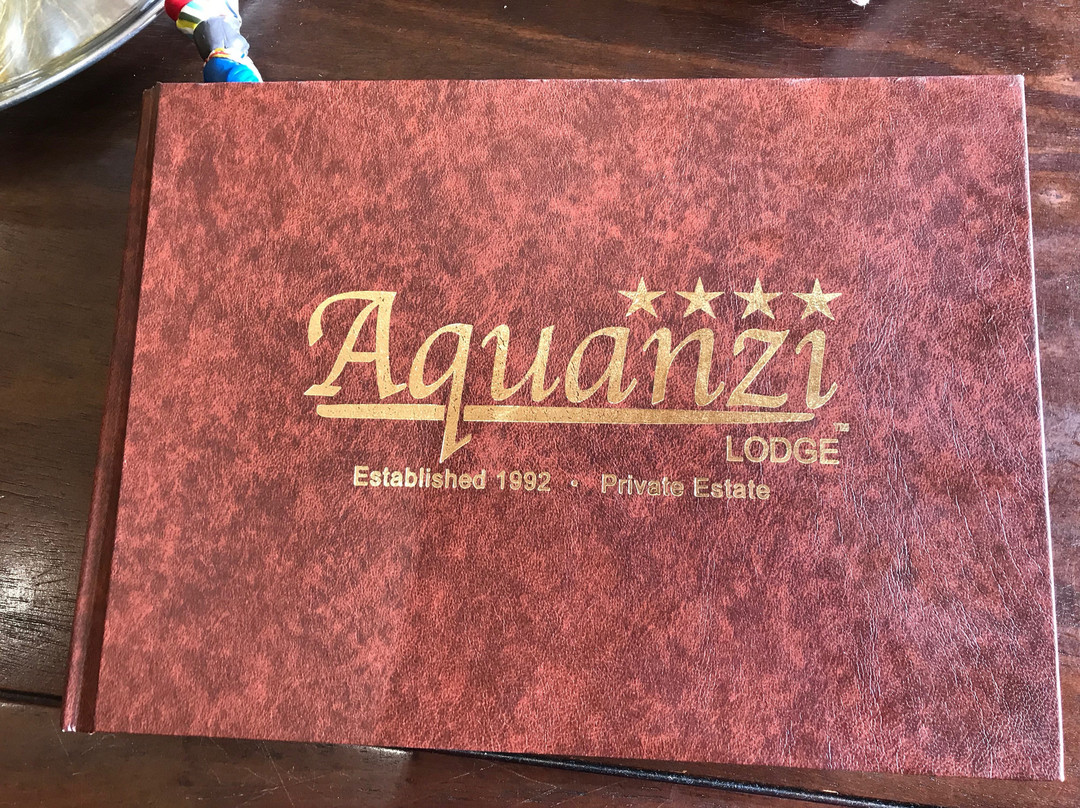 Aquanzi
LODGE™
Established 1992 • Private Estate